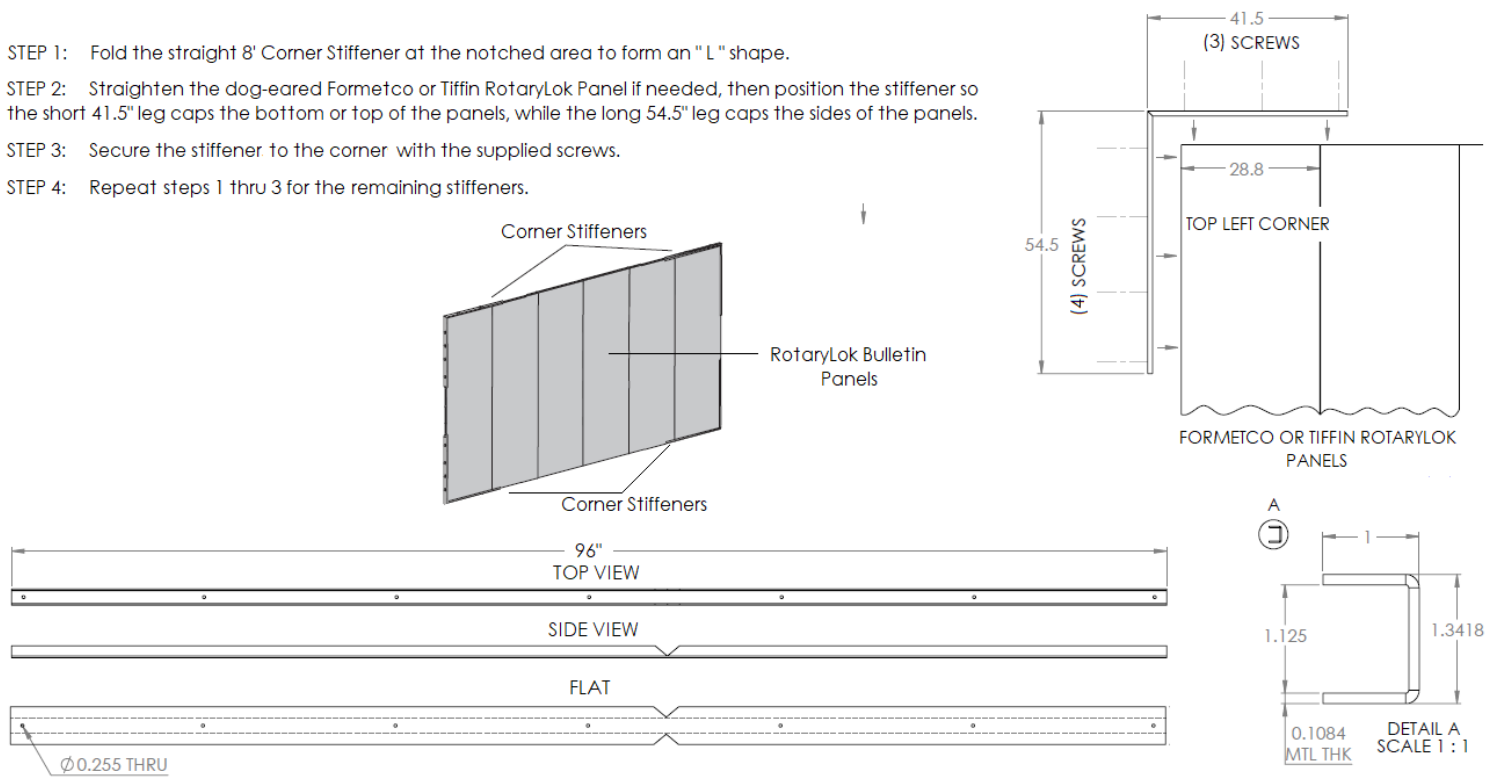 STEP 1: Fold the straight 8' Corner Stiffener at the notched area to form an " L " shape.
STEP 2: Straighten the dog-eared Formetco or Tiffin RotaryLok Panel if needed, then position the stiffener so
the short 41.5" leg caps the bottom or top of the panels, while the long 54.5" leg caps the sides of the panels.
STEP 3: Secure the stiffener to the corner with the supplied screws.
STEP 4: Repeat steps 1 thru 3 for the remaining stiffeners.
41.5
(3) SCREWS
28.8
TOP LEFT CORNER
54.5
(4) SCREWS
FORMETCO OR TIFFIN ROTARYLOK
PANELS
Corner Stiffeners
RotaryLok Bulletin
Panels
Corner Stiffeners
96"
TOP VIEW
SIDE VIEW
FLAT
Ø0.255 THRU
A
1
1.125
1.3418
0.1084
MTL THK
DETAIL A
SCALE 1 : 1